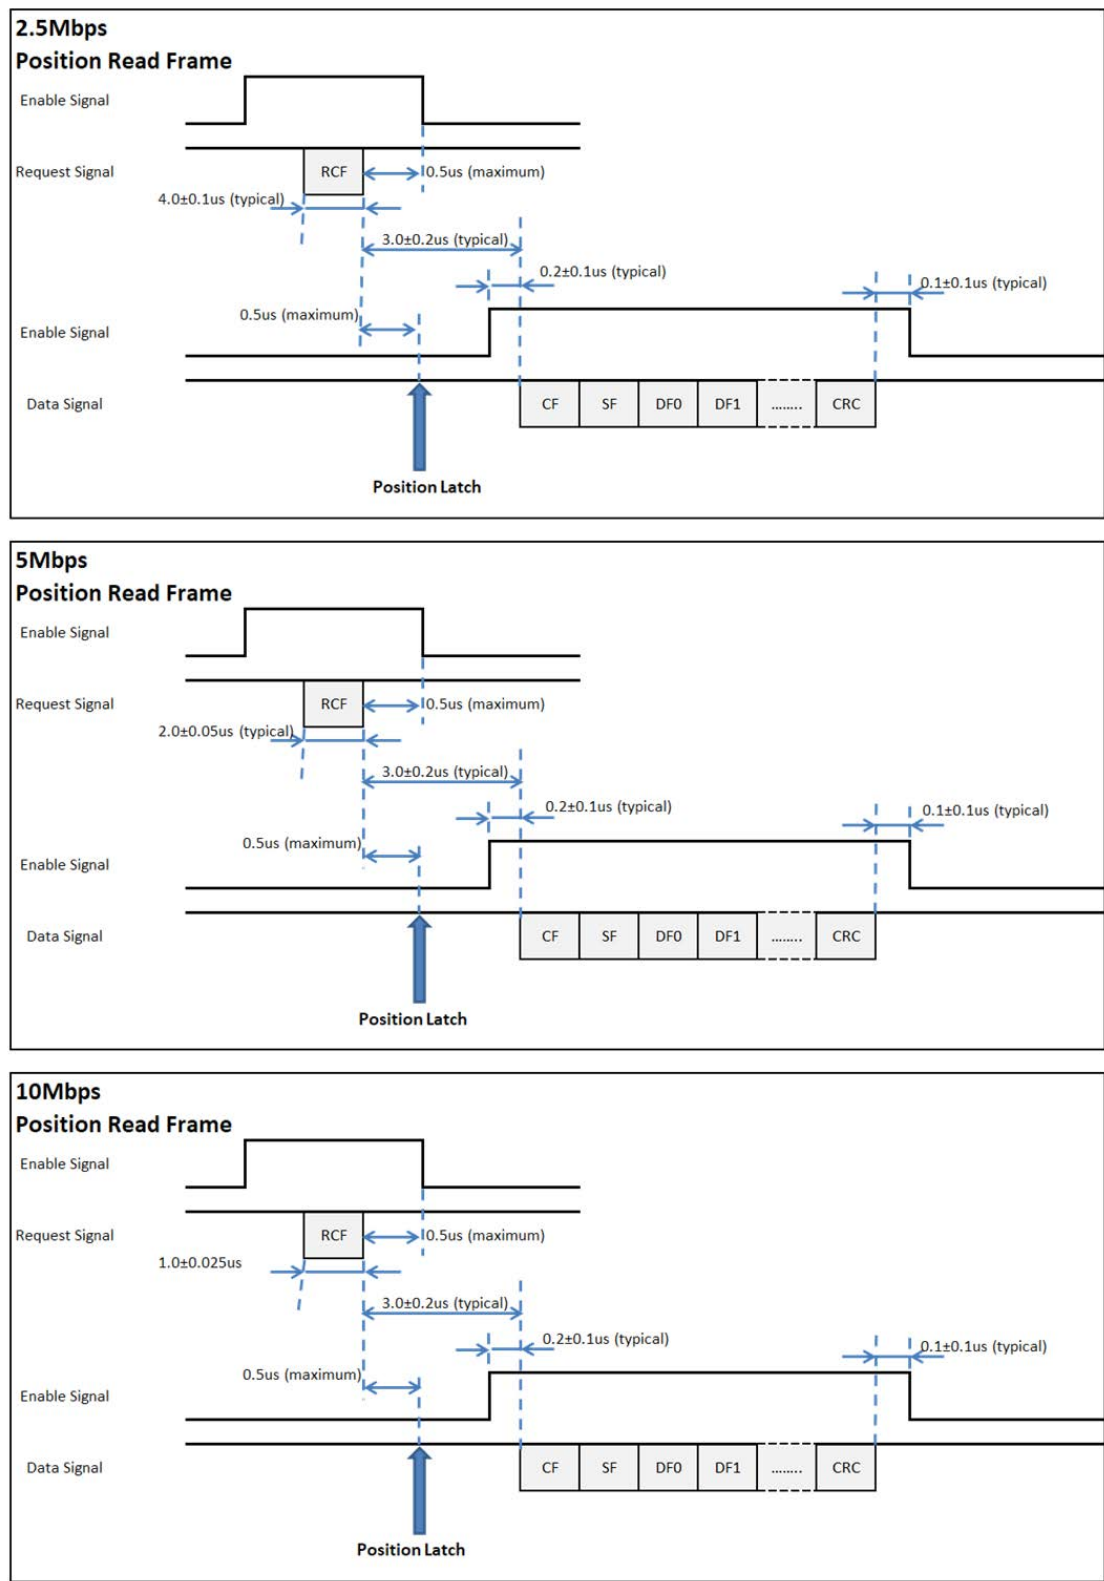 2.5Mbps
Position Read Frame
Enable Signal
Request Signal
RCF
0.5us (maximum)
4.0±0.1us (typical)
3.0±0.2us (typical)
0.2±0.1us (typical)
0.1±0.1us (typical)
0.5us (maximum)
Enable Signal
Data Signal
CF SF DF0 DF1 ........ CRC
Position Latch
5Mbps
Position Read Frame
Enable Signal
Request Signal
RCF
0.5us (maximum)
2.0±0.05us (typical)
3.0±0.2us (typical)
0.2±0.1us (typical)
0.1±0.1us (typical)
0.5us (maximum)
Enable Signal
Data Signal
CF SF DF0 DF1 ........ CRC
Position Latch
10Mbps
Position Read Frame
Enable Signal
Request Signal
RCF
0.5us (maximum)
1.0±0.025us
3.0±0.2us (typical)
0.2±0.1us (typical)
0.1±0.1us (typical)
0.5us (maximum)
Enable Signal
Data Signal
CF SF DF0 DF1 ........ CRC
Position Latch